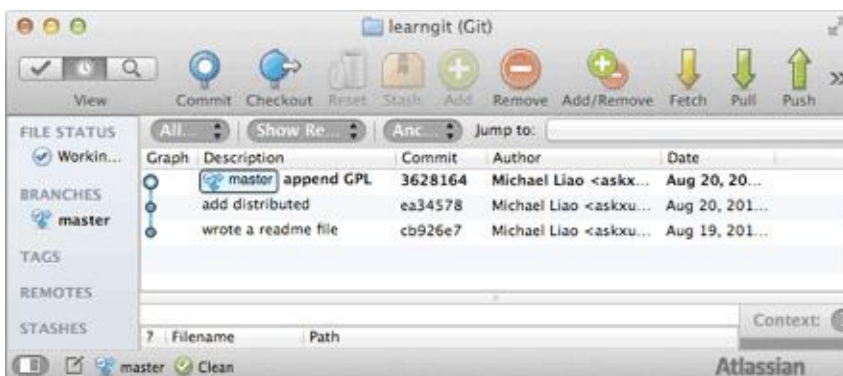 learngit (Git)
View Commit Checkout Reset Stash Add Remove Add/Remove Fetch Pull Push »
FILE STATUS
Workin...
BRANCHES
master
TAGS
REMOTES
STASHES
All... Show Re... Anc... Jump to:
Graph Description Commit Author Date
master append GPL 3628164 Michael Liao <askx... Aug 20, 20...
add distributed ea34578 Michael Liao <askxu... Aug 20, 201...
wrote a readme file cb926e7 Michael Liao <askxu... Aug 19, 201...
Context:
? Filename Path
master Clean Atlassian